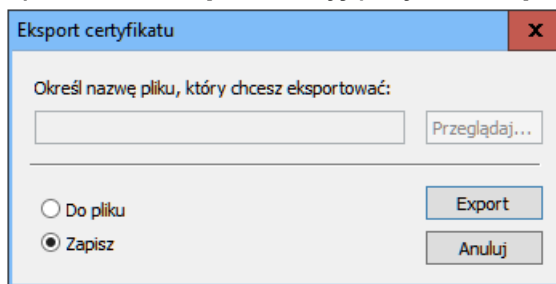 Eksport certyfikatu
x
Określ nazwę pliku, który chcesz eksportować:
Przeglądaj...
Do pliku
Export
Zapisz
Anuluj